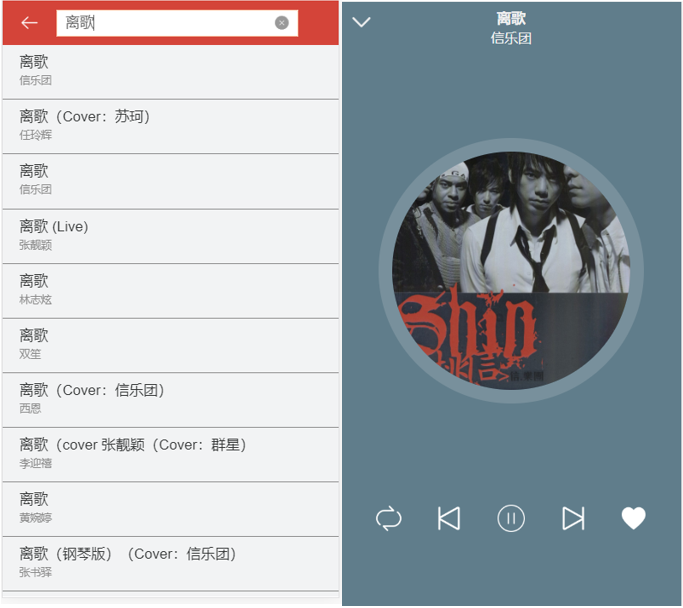 离歌
离歌
信乐团
离歌（Cover：苏珂）
任玲辉
离歌
信乐团
离歌 (Live)
张靓颖
离歌
林志炫
离歌
双笙
离歌（Cover：信乐团）
西恩
离歌（cover 张靓颖（Cover：群星）
李迎禧
离歌
黄婉婷
离歌（钢琴版）（Cover：信乐团）
张书驿
离歌
信乐团
Shin
挑信